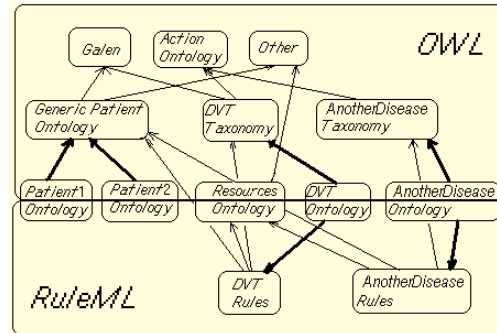 Galen
Action
Ontology
Other
OWL
Generic Patient
Ontology
DVT
Taxonomy
AnotherDisease
Taxonomy
Patient1
Ontology
Patient2
Ontology
Resources
Ontology
DVT
Ontology
AnotherDisease
Ontology
RuleML
DVT
Rules
AnotherDisease
Rules